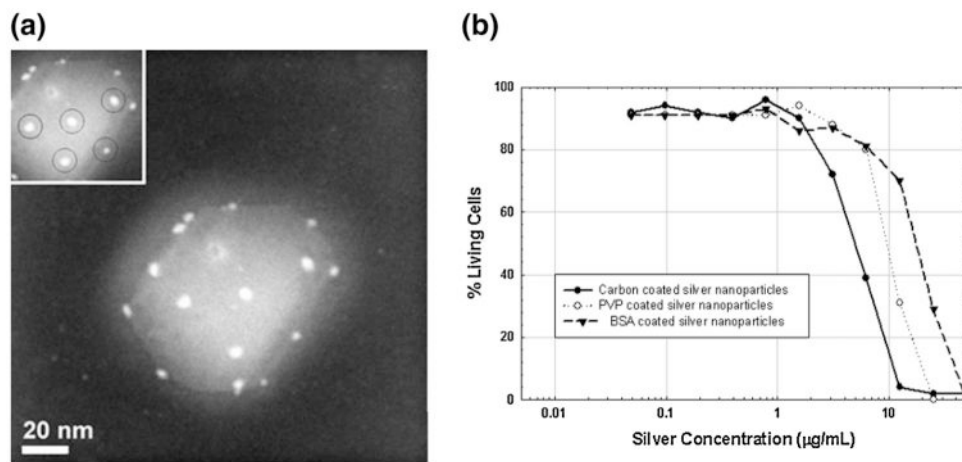 (a)
20 nm
(b)
100
80
60
40
20
0
% Living Cells
Carbon coated silver nanoparticles
PVP coated silver nanoparticles
BSA coated silver nanoparticles
0.01
0.1
1
10
Silver Concentration (µg/mL)